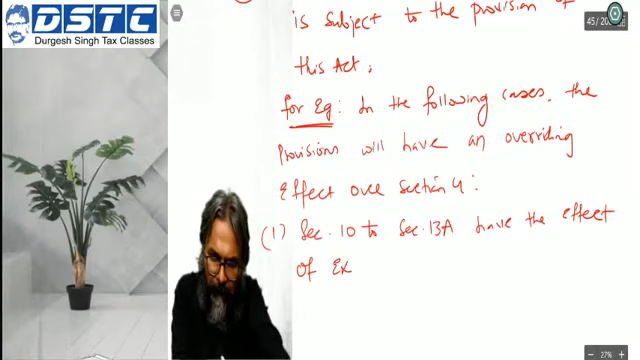 DSTC
Durgesh Singh Tax Classes
45/20
is subject to the provision of
this Act;
for Eg: In the following cases, the
provisions will have an overriding
Effect over section 4:
(1) Sec. 10 to Sec. 13A have the effect
of Ex
27%